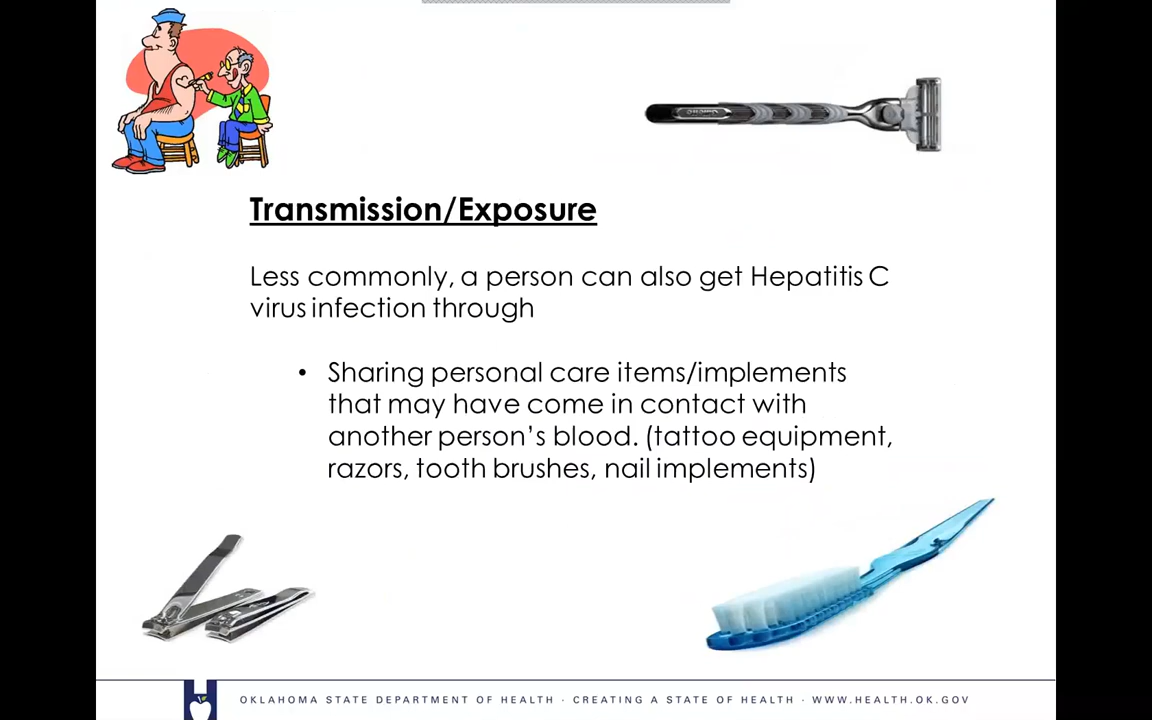 Transmission/Exposure
Less commonly, a person can also get Hepatitis C
virus infection through
• Sharing personal care items/implements
that may have come in contact with
another person’s blood. (tattoo equipment,
razors, tooth brushes, nail implements)
OKLAHOMA STATE DEPARTMENT OF HEALTH · CREATING A STATE OF HEALTH · WWW.HEALTH.OK.GOV